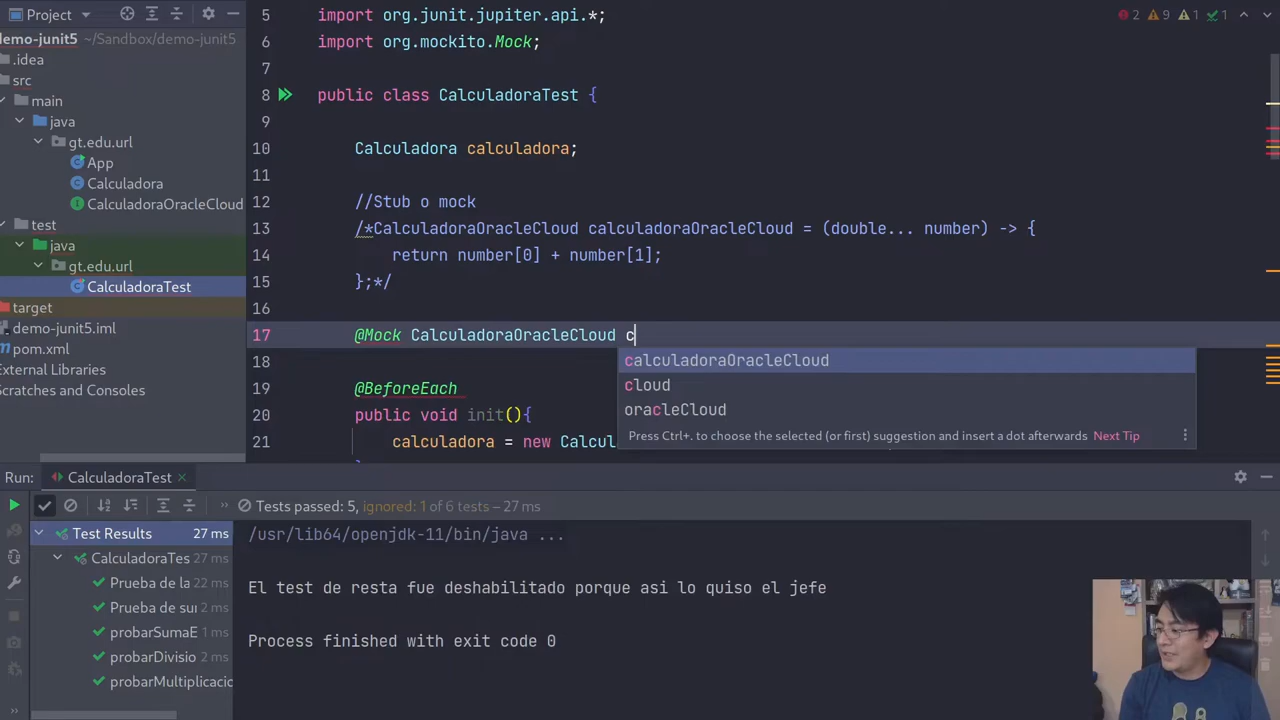 Project
demo-junit5 ~/Sandbox/demo-junit5
.idea
src
main
java
gt.edu.url
App
Calculadora
CalculadoraOracleCloud
test
java
gt.edu.url
CalculadoraTest
target
demo-junit5.iml
pom.xml
External Libraries
Scratches and Consoles
2 9 1 1
5 import org.junit.jupiter.api.*;
6 import org.mockito.Mock;
7
8 public class CalculadoraTest {
9
10 Calculadora calculadora;
11
12 //Stub o mock
13 /*CalculadoraOracleCloud calculadoraOracleCloud = (double... number) -> {
14 return number[0] + number[1];
15 };*/
16
17 @Mock CalculadoraOracleCloud c
18
19 @BeforeEach
20 public void init(){
21 calculadora = new Calcu
calculadoraOracleCloud
cloud
oracleCloud
Press Ctrl+. to choose the selected (or first) suggestion and insert a dot afterwards Next Tip
Run: CalculadoraTest
Tests passed: 5, ignored: 1 of 6 tests – 27 ms
Test Results 27 ms
CalculadoraTes 27 ms
Prueba de la 22 ms
Prueba de su
probarSumaE 1 ms
probarDivisio 2 ms
probarMultiplicacio
/usr/lib64/openjdk-11/bin/java ...
El test de resta fue deshabilitado porque asi lo quiso el jefe
Process finished with exit code 0